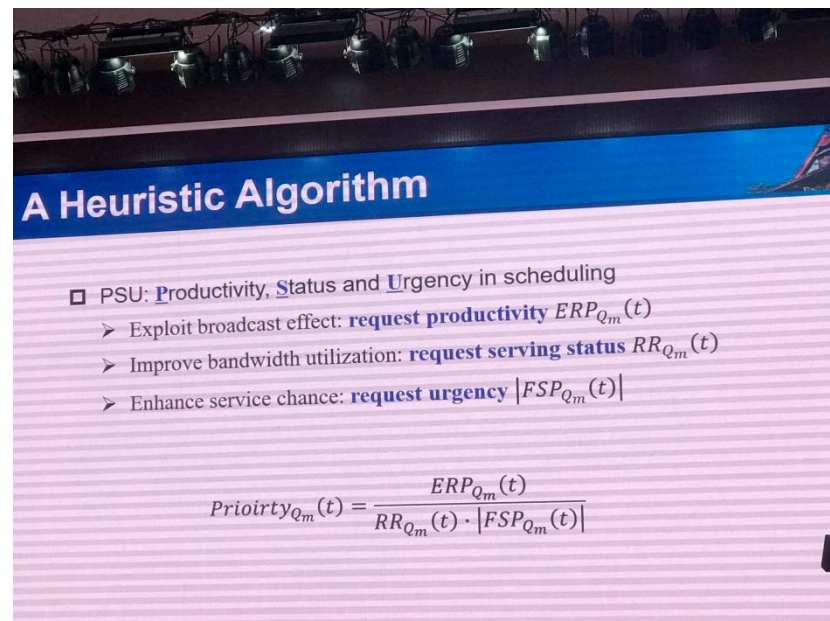 A Heuristic Algorithm
PSU: Productivity, Status and Urgency in scheduling
Exploit broadcast effect: request productivity ERP_{Q_m}(t)
Improve bandwidth utilization: request serving status RR_{Q_m}(t)
Enhance service chance: request urgency |FSP_{Q_m}(t)|
Prioirty_{Q_m}(t) = ERP_{Q_m}(t) / (RR_{Q_m}(t) · |FSP_{Q_m}(t)|)